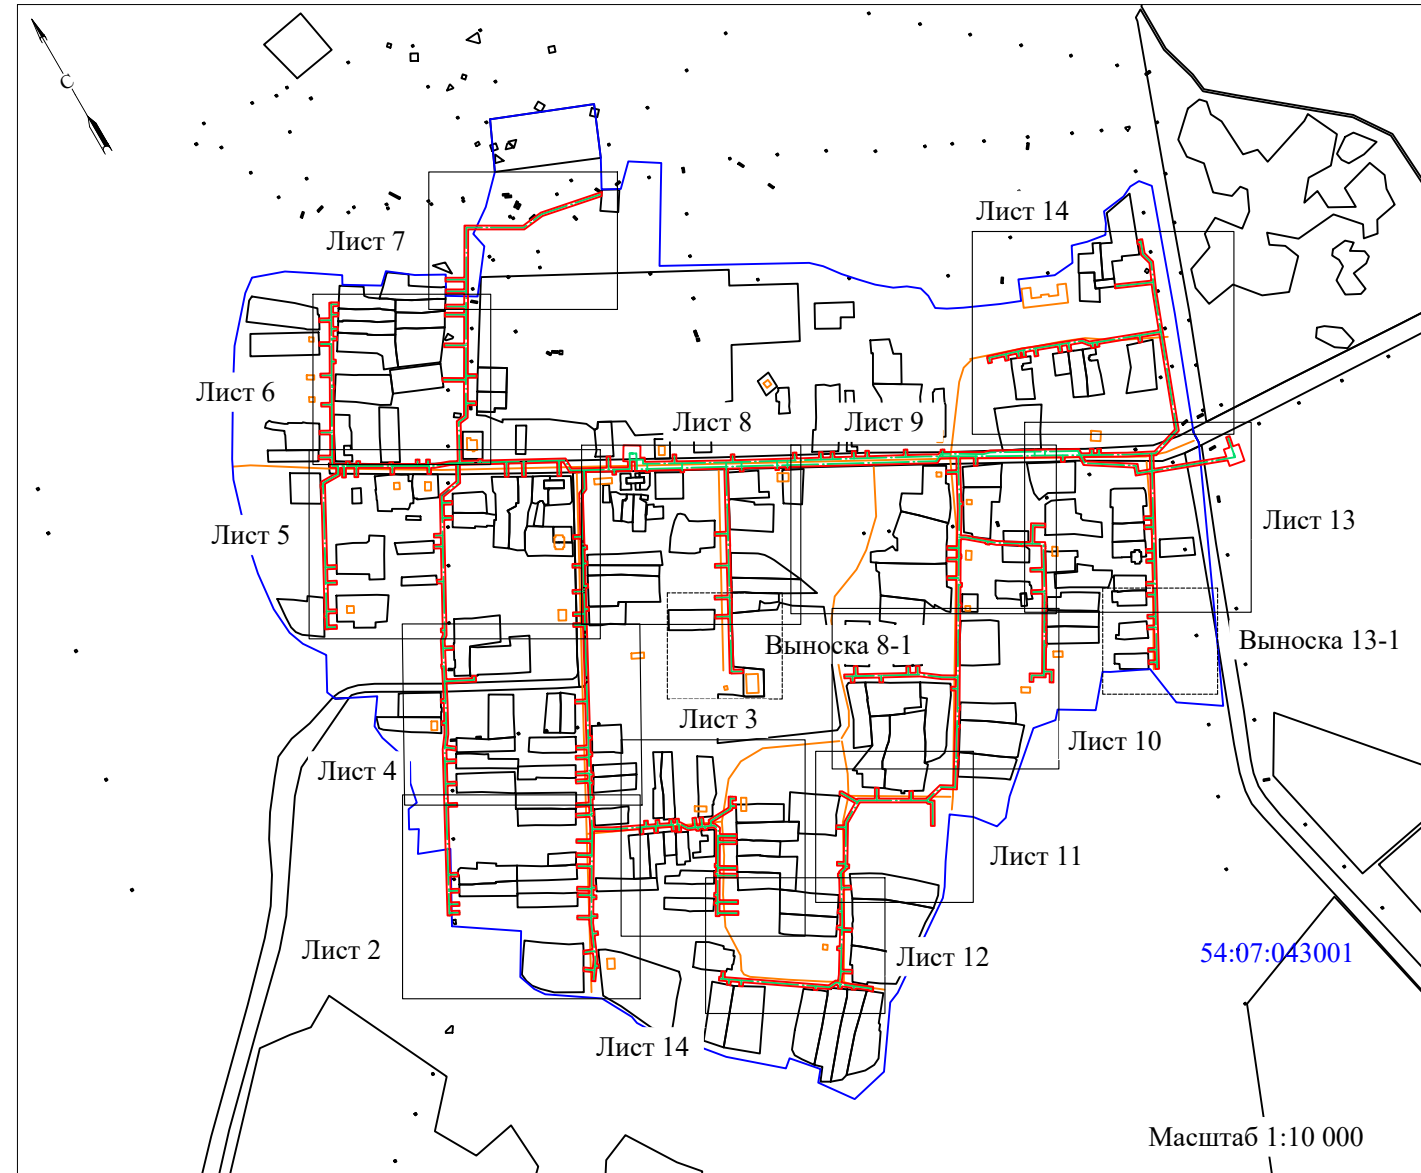 С
Лист 14
Лист 7
Лист 6
Лист 8
Лист 9
Лист 5
Лист 13
Выноска 8-1
Выноска 13-1
Лист 3
Лист 10
Лист 4
Лист 11
Лист 2
Лист 12
54:07:043001
Лист 14
Масштаб 1:10 000